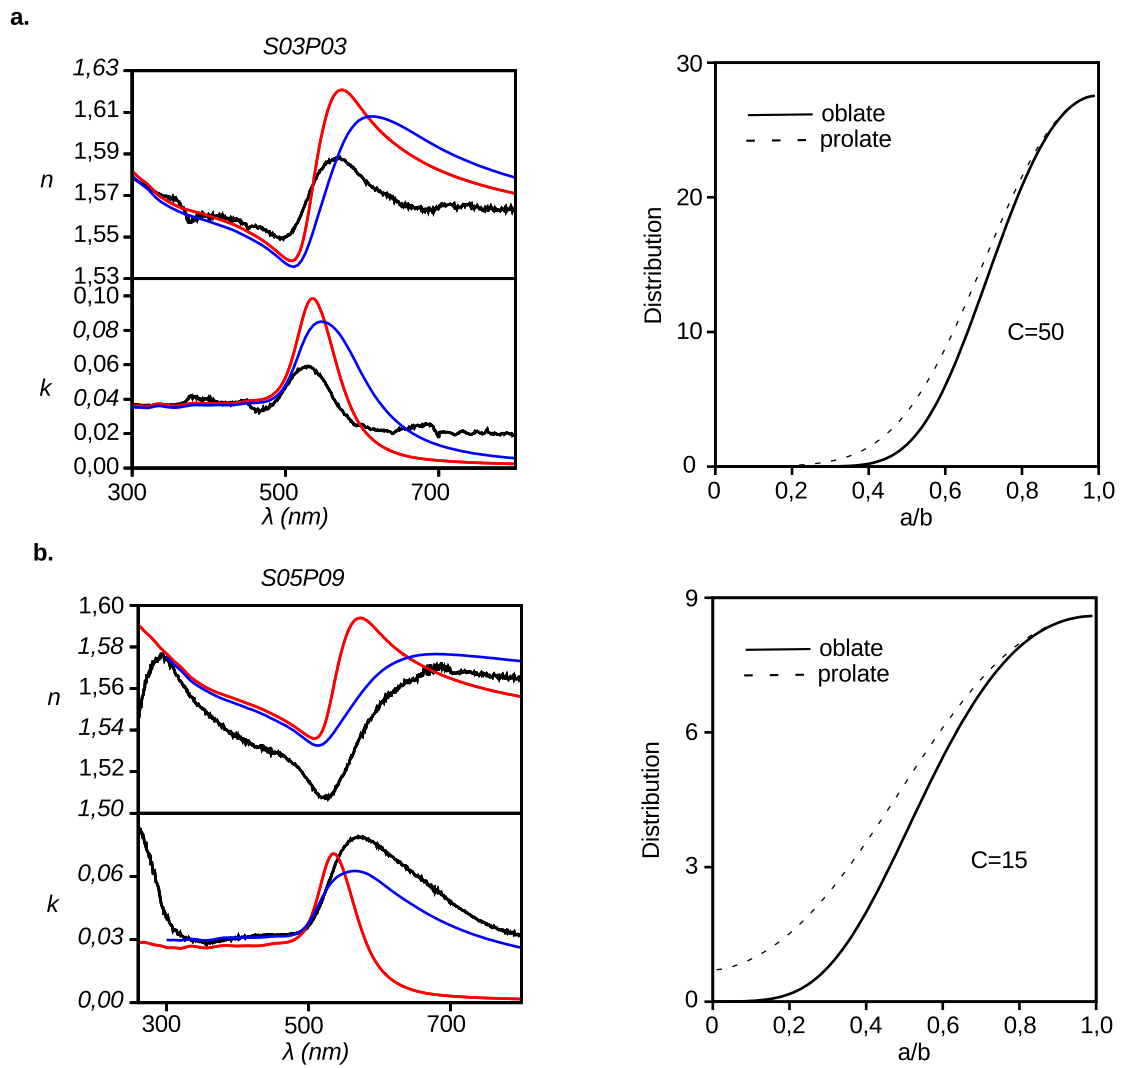 a.
S03P03
1,63
1,61
1,59
n
1,57
1,55
1,53
0,10
0,08
0,06
k
0,04
0,02
0,00
300 500 700
λ (nm)
30
oblate
prolate
20
Distribution
C=50
10
0
0 0,2 0,4 0,6 0,8 1,0
a/b
b.
S05P09
1,60
1,58
1,56
n
1,54
1,52
1,50
0,06
k
0,03
0,00
300 500 700
λ (nm)
9
oblate
prolate
6
Distribution
C=15
3
0
0 0,2 0,4 0,6 0,8 1,0
a/b